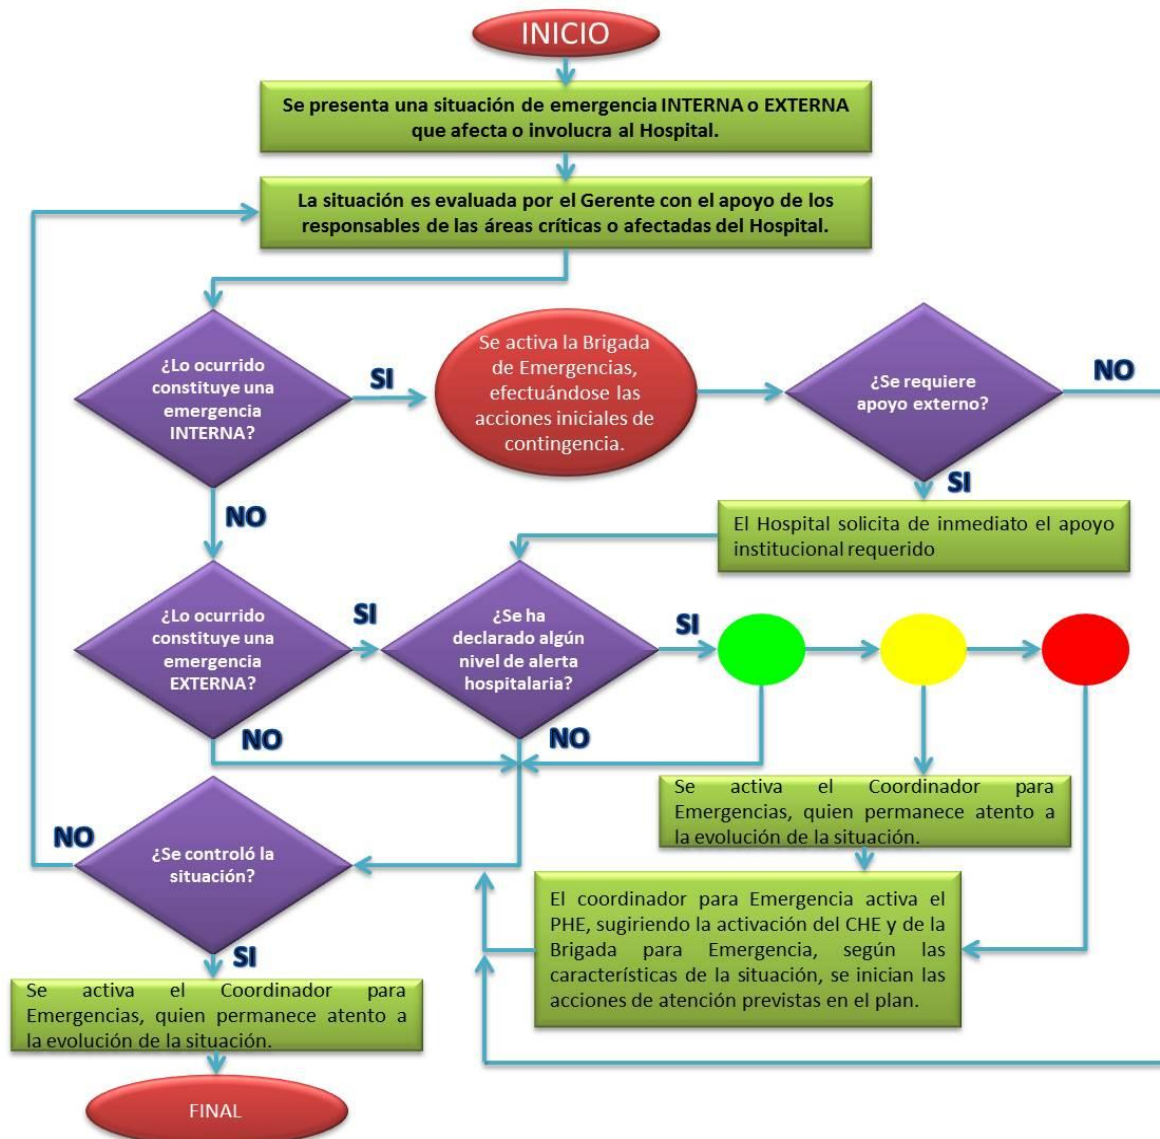 INICIO
Se presenta una situación de emergencia INTERNA o EXTERNA
que afecta o involucra al Hospital.
La situación es evaluada por el Gerente con el apoyo de los
responsables de las áreas críticas o afectadas del Hospital.
¿Lo ocurrido
constituye una
emergencia
INTERNA?
SI
Se activa la Brigada
de Emergencias,
efectuándose las
acciones iniciales de
contingencia.
¿Se requiere
apoyo externo?
NO
SI
NO
El Hospital solicita de inmediato el apoyo
institucional requerido
¿Lo ocurrido
constituye una
emergencia
EXTERNA?
SI
¿Se ha
declarado algún
nivel de alerta
hospitalaria?
SI
NO
NO
Se activa el Coordinador para
Emergencias, quien permanece atento a
la evolución de la situación.
NO
¿Se controló la
situación?
El coordinador para Emergencia activa el
PHE, sugiriendo la activación del CHE y de la
Brigada para Emergencia, según las
características de la situación, se inician las
acciones de atención previstas en el plan.
SI
Se activa el Coordinador para
Emergencias, quien permanece atento a
la evolución de la situación.
FINAL